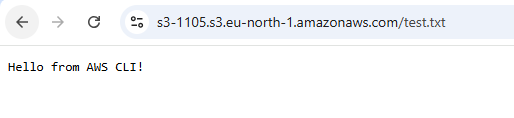 s3-1105.s3.eu-north-1.amazonaws.com/test.txt
Hello from AWS CLI!